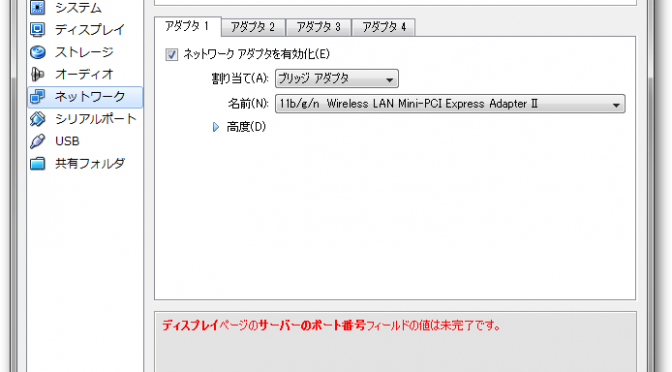 システム
ディスプレイ
ストレージ
オーディオ
ネットワーク
シリアルポート
USB
共有フォルダ
アダプタ 1 アダプタ 2 アダプタ 3 アダプタ 4
ネットワーク アダプタを有効化(E)
割り当て(A): ブリッジ アダプタ
名前(N): 11b/g/n Wireless LAN Mini-PCI Express Adapter II
高度(D)
ディスプレイページのサーバーのポート番号フィールドの値は未完了です。